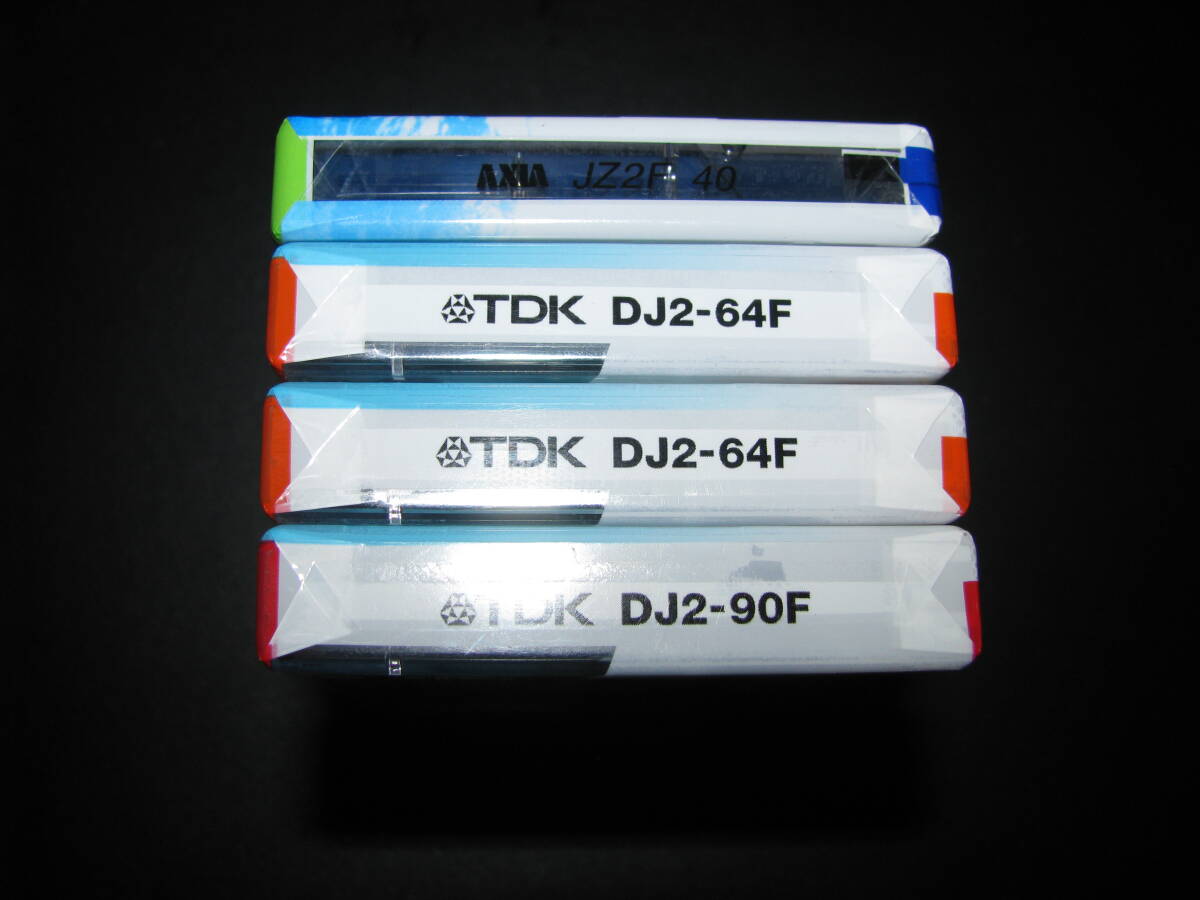 AXIA JZ2F 40
TDK DJ2-64F
TDK DJ2-64F
TDK DJ2-90F